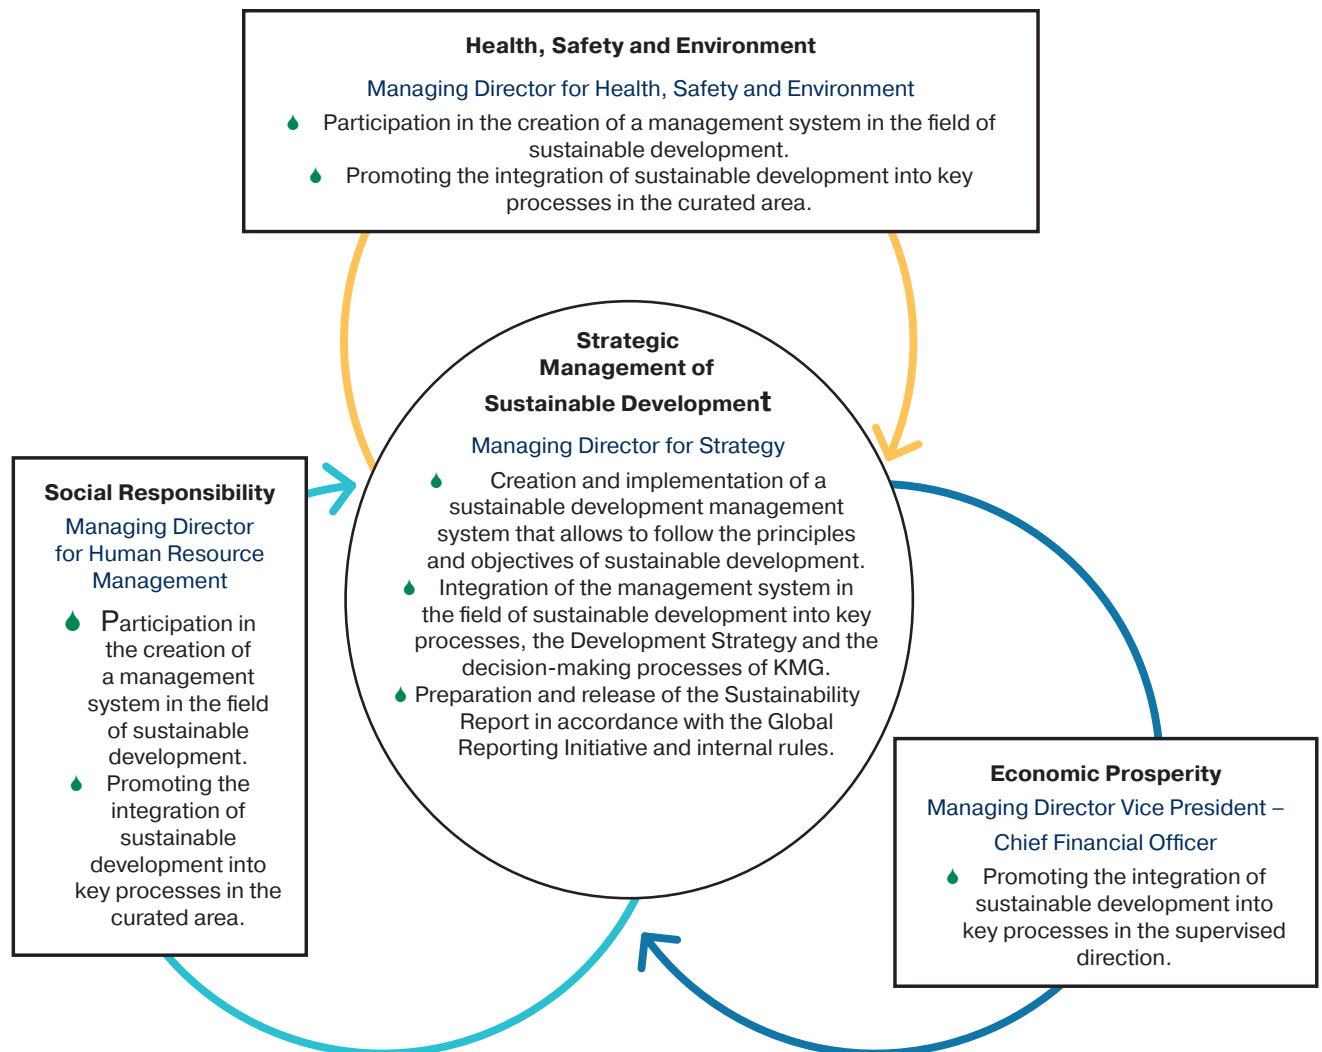 Health, Safety and Environment
Managing Director for Health, Safety and Environment
Participation in the creation of a management system in the field of
sustainable development.
Promoting the integration of sustainable development into key
processes in the curated area.
Strategic
Management of
Sustainable Development
Managing Director for Strategy
Creation and implementation of a
sustainable development management
system that allows to follow the principles
and objectives of sustainable development.
Integration of the management system in
the field of sustainable development into key
processes, the Development Strategy and the
decision-making processes of KMG.
Preparation and release of the Sustainability
Report in accordance with the Global
Reporting Initiative and internal rules.
Social Responsibility
Managing Director
for Human Resource
Management
Participation in
the creation of
a management
system in the field
of sustainable
development.
Promoting the
integration of
sustainable
development into
key processes in the
curated area.
Economic Prosperity
Managing Director Vice President –
Chief Financial Officer
Promoting the integration of
sustainable development into
key processes in the supervised
direction.